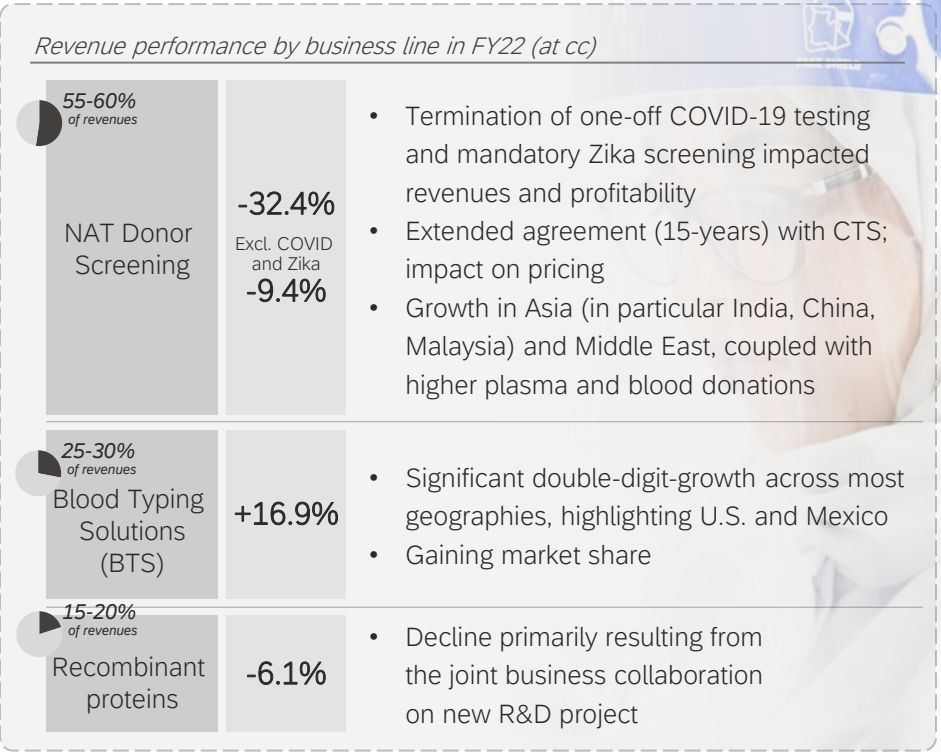 Revenue performance by business line in FY22 (at cc)
55-60%
of revenues
NAT Donor
Screening
-32.4%
Excl. COVID
and Zika
-9.4%
• Termination of one-off COVID-19 testing
and mandatory Zika screening impacted
revenues and profitability
• Extended agreement (15-years) with CTS;
impact on pricing
• Growth in Asia (in particular India, China,
Malaysia) and Middle East, coupled with
higher plasma and blood donations
25-30%
of revenues
Blood Typing
Solutions
(BTS)
+16.9%
• Significant double-digit-growth across most
geographies, highlighting U.S. and Mexico
• Gaining market share
15-20%
of revenues
Recombinant
proteins
-6.1%
• Decline primarily resulting from
the joint business collaboration
on new R&D project
FACE SHIELD